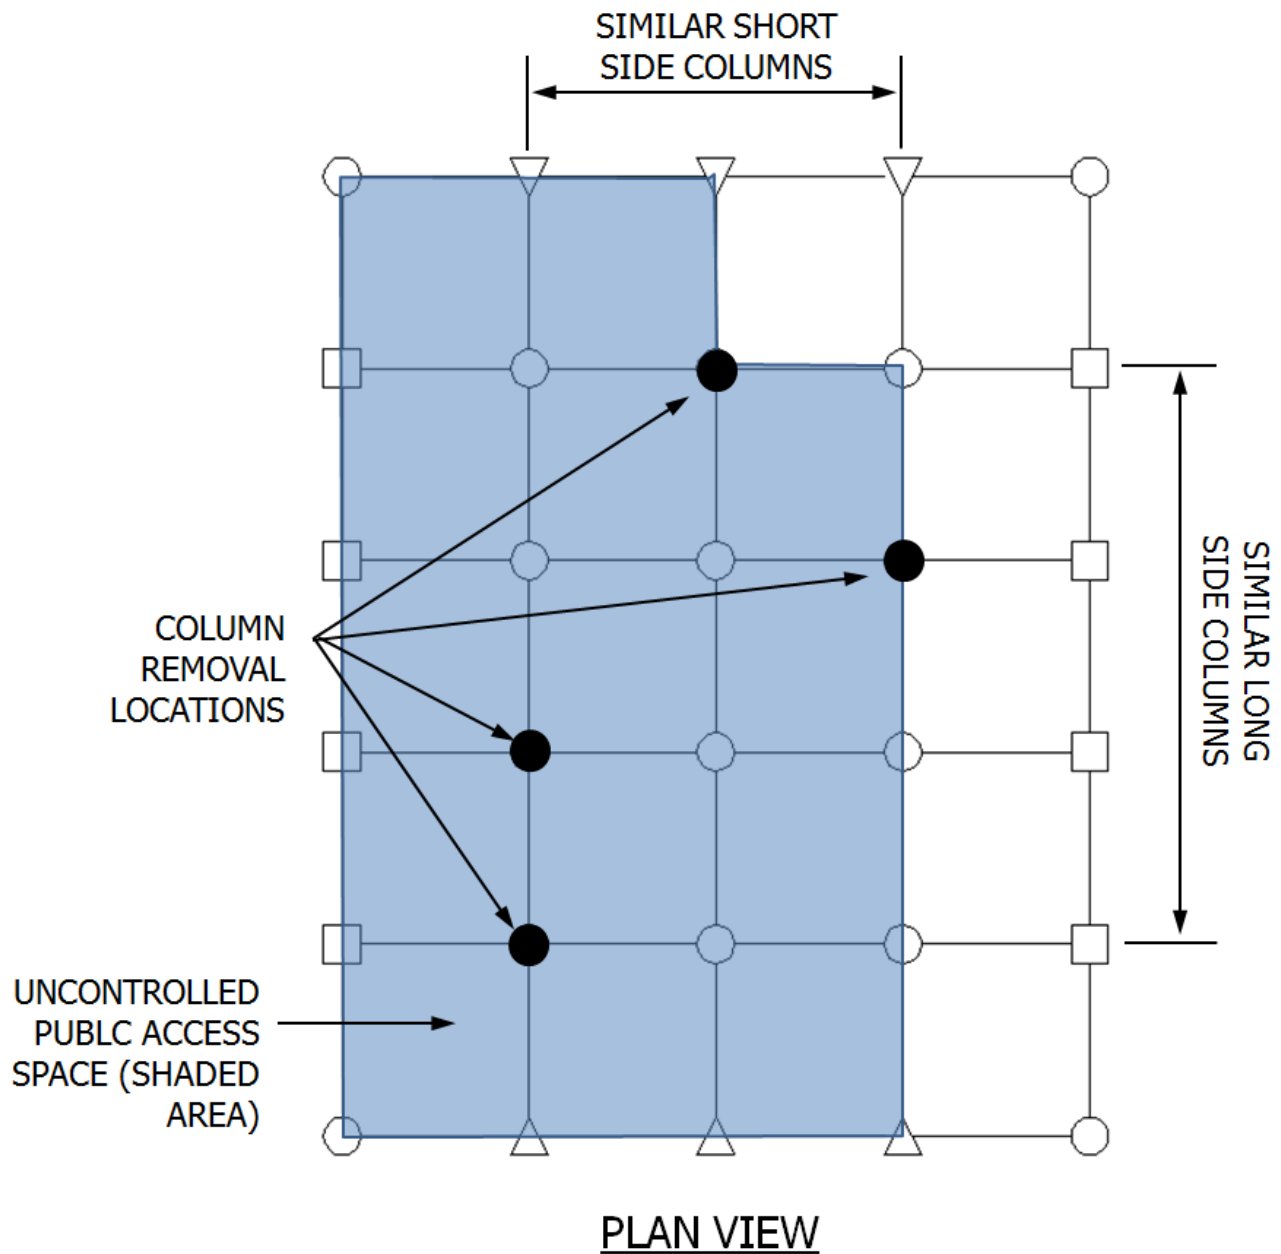 SIMILAR SHORT
SIDE COLUMNS
SIMILAR LONG
SIDE COLUMNS
COLUMN
REMOVAL
LOCATIONS
UNCONTROLLED
PUBLC ACCESS
SPACE (SHADED
AREA)
PLAN VIEW